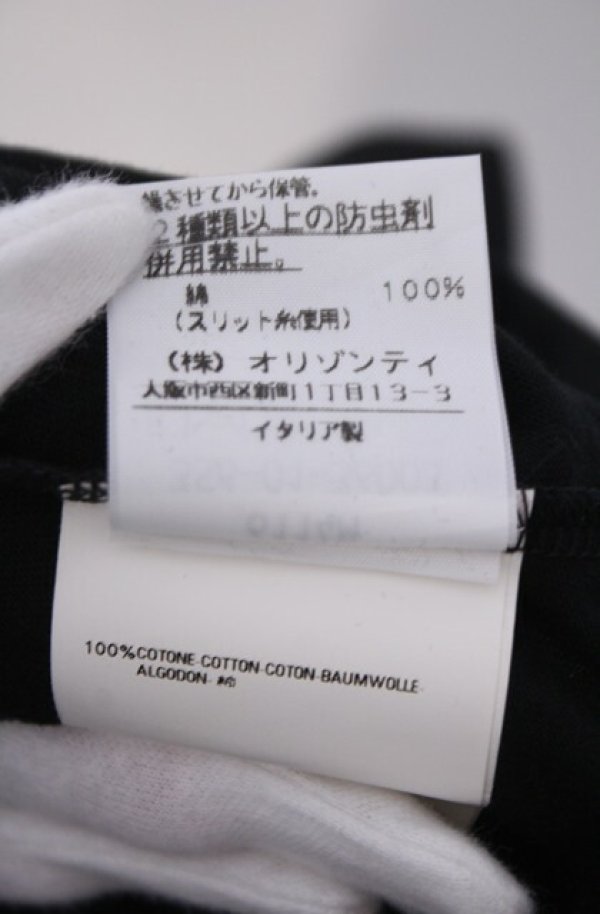 燥させてから保管。
2種類以上の防虫剤
併用禁止。
綿 100%
(スリット糸使用)
(株) オリゾンティ
大阪市西区新町1丁目13-3
イタリア製
100%COTONE-COTTON-COTON-BAUMWOLLE-
ALGODON-綿